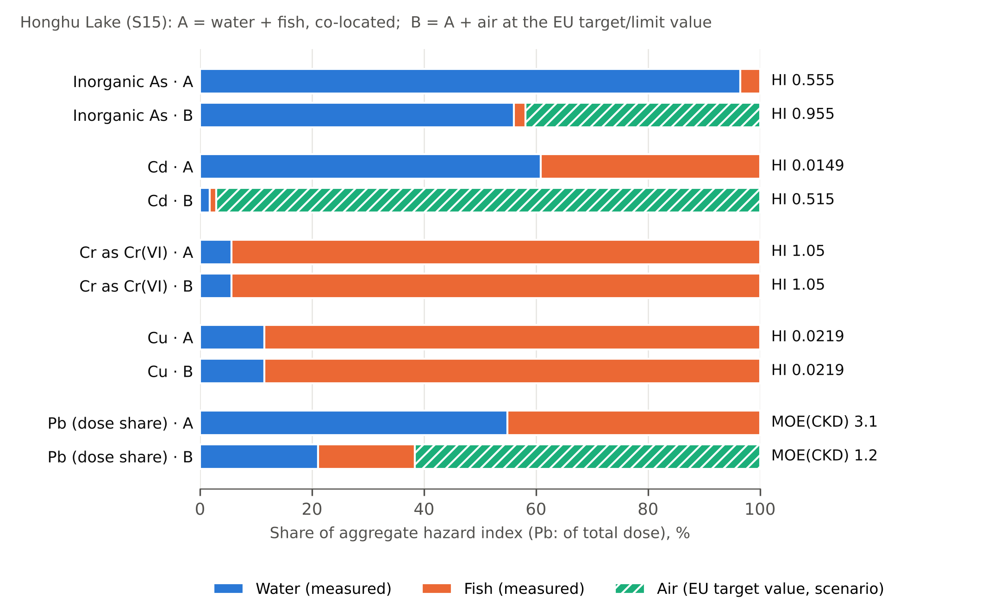 Honghu Lake (S15): A = water + fish, co-located;  B = A + air at the EU target/limit value
Inorganic As · A HI 0.555
Inorganic As · B HI 0.955
Cd · A HI 0.0149
Cd · B HI 0.515
Cr as Cr(VI) · A HI 1.05
Cr as Cr(VI) · B HI 1.05
Cu · A HI 0.0219
Cu · B HI 0.0219
Pb (dose share) · A MOE(CKD) 3.1
Pb (dose share) · B MOE(CKD) 1.2
0 20 40 60 80 100
Share of aggregate hazard index (Pb: of total dose), %
Water (measured) Fish (measured) Air (EU target value, scenario)